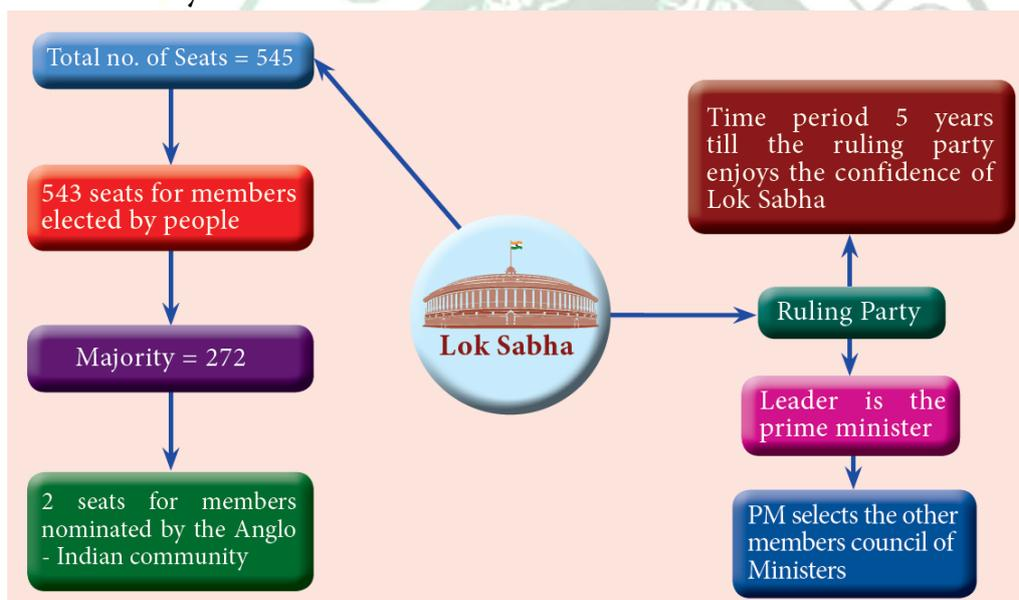 Total no. of Seats = 545
543 seats for members
elected by people
Majority = 272
2 seats for members
nominated by the Anglo
- Indian community
Lok Sabha
Time period 5 years
till the ruling party
enjoys the confidence of
Lok Sabha
Ruling Party
Leader is the
prime minister
PM selects the other
members council of
Ministers